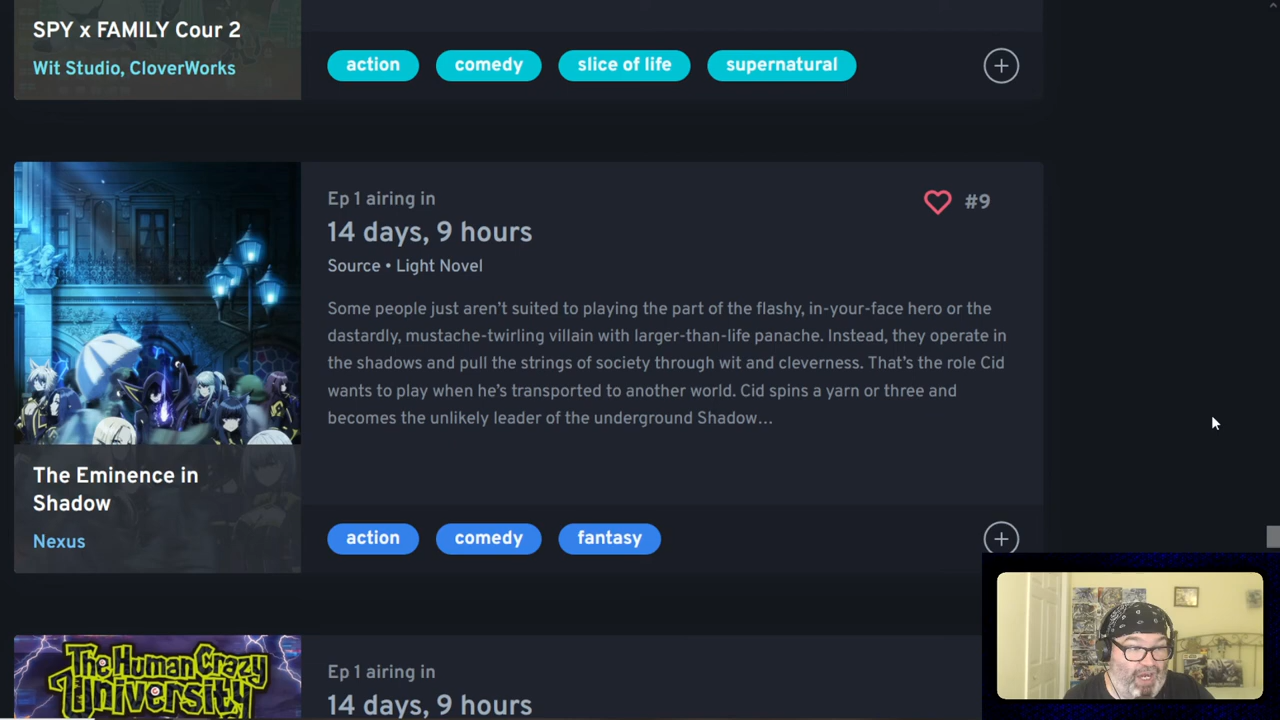 SPY x FAMILY Cour 2
Wit Studio, CloverWorks
action comedy slice of life supernatural
Ep 1 airing in
#9
14 days, 9 hours
Source • Light Novel
Some people just aren't suited to playing the part of the flashy, in-your-face hero or the
dastardly, mustache-twirling villain with larger-than-life panache. Instead, they operate in
the shadows and pull the strings of society through wit and cleverness. That's the role Cid
wants to play when he's transported to another world. Cid spins a yarn or three and
becomes the unlikely leader of the underground Shadow...
The Eminence in
Shadow
Nexus
action comedy fantasy
The Human Crazy
University
Ep 1 airing in
14 days, 9 hours